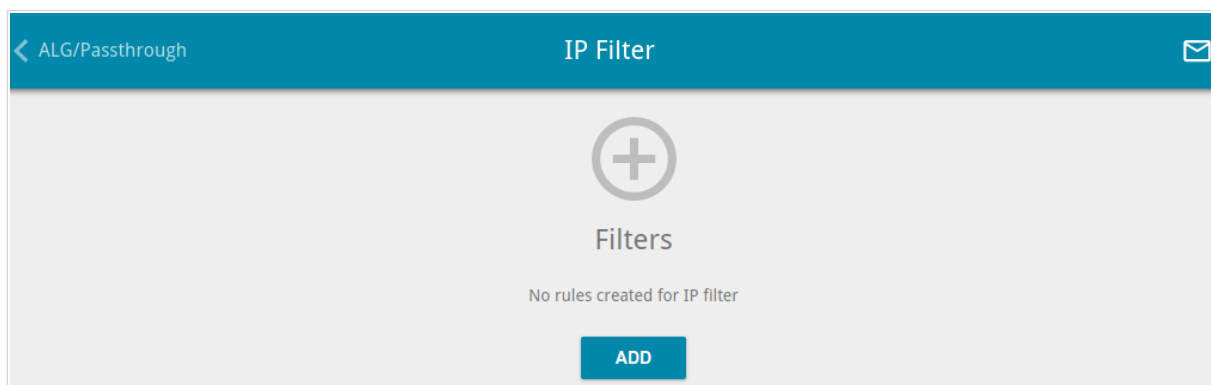 ALG/Passthrough
IP Filter
Filters
No rules created for IP filter
ADD